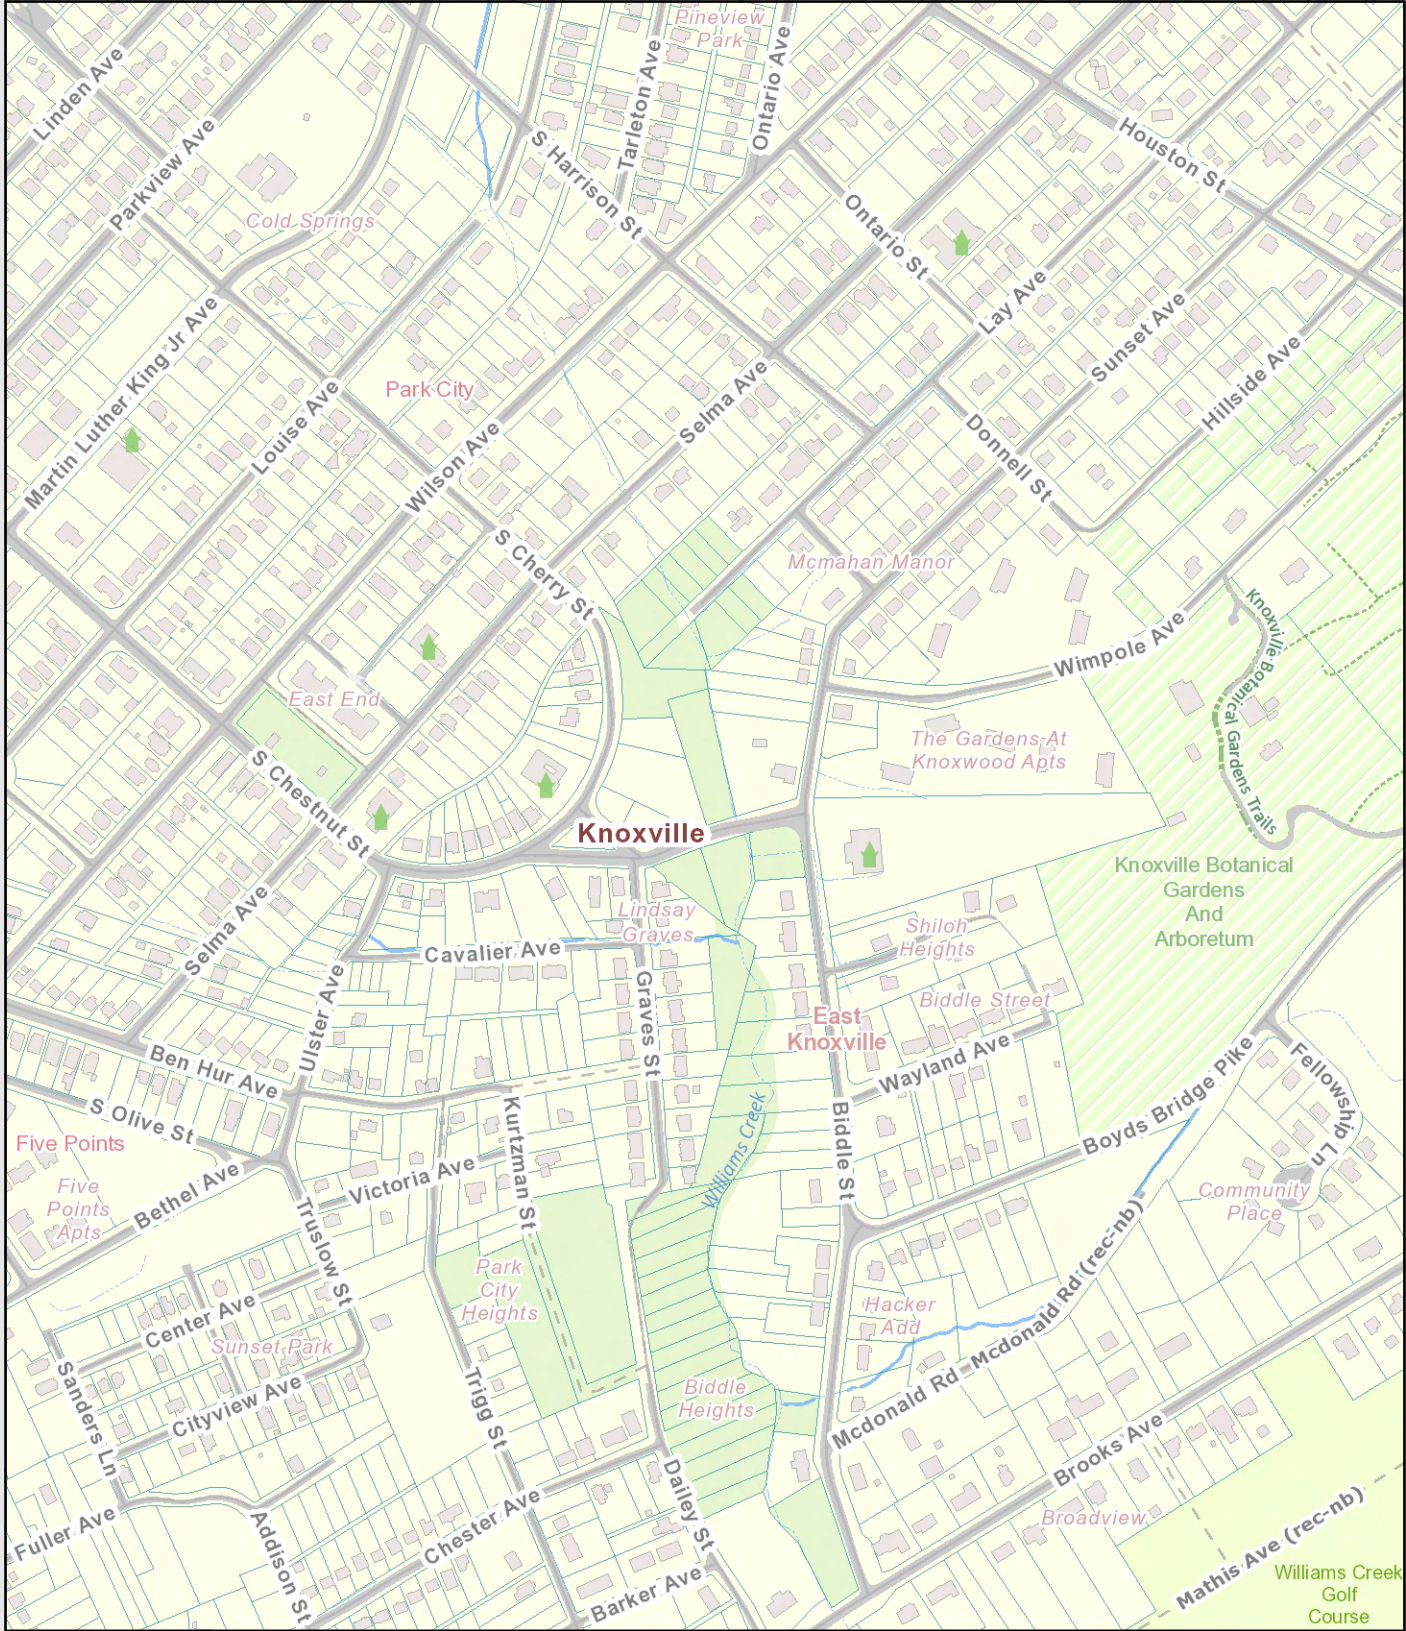 Pineview
Park
Linden Ave
Tarleton Ave
Ontario Ave
Parkview Ave
S Harrison St
Houston St
Cold Springs
Ontario St
Martin Luther King Jr Ave
Lay Ave
Sunset Ave
Hillside Ave
Park City
Louise Ave
Selma Ave
Wilson Ave
Donnell St
S Cherry St
Mcmahan Manor
Wimpole Ave
Knoxville Botanical Gardens Trails
East End
The Gardens At
Knoxwood Apts
S Chestnut St
Knoxville
Knoxville Botanical
Gardens
And
Arboretum
Selma Ave
Lindsay
Graves
Shiloh
Heights
Cavalier Ave
Ulster Ave
Graves St
Biddle Street
East
Knoxville
Ben Hur Ave
Wayland Ave
Boyds Bridge Pike
Fellowship Ln
S Olive St
Five Points
Kurtzman St
Williams Creek
Biddle St
Victoria Ave
Bethel Ave
Five
Points
Apts
Truslow St
Community
Place
Park
City
Heights
Center Ave
Sunset Park
Hacker
Add
Mcdonald Rd (rec-nb)
Mcdonald Rd
Sanders Ln
Cityview Ave
Trigg St
Biddle
Heights
Brooks Ave
Fuller Ave
Addison St
Chester Ave
Dailey St
Broadview
Mathis Ave (rec-nb)
Barker Ave
Williams Creek
Golf
Course